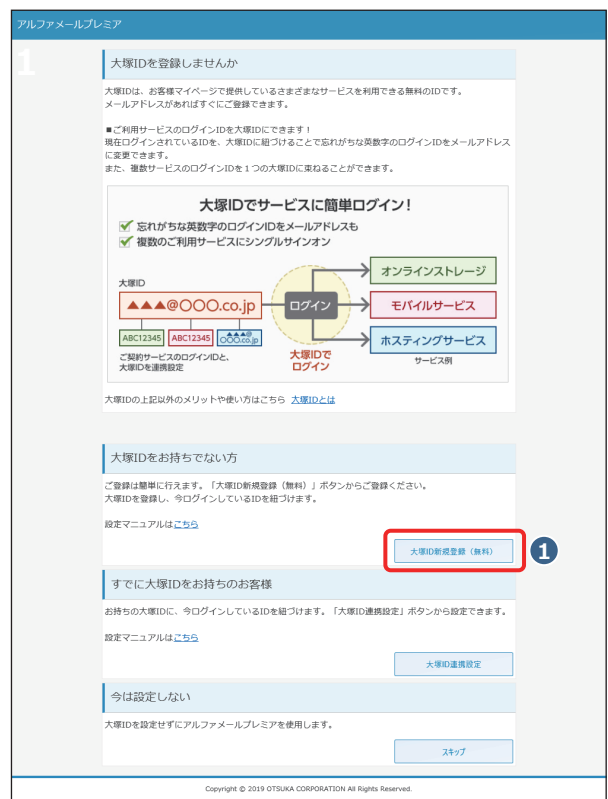 アルファメールプレミア
1
大塚IDを登録しませんか
大塚IDは、お客様マイページで提供しているさまざまなサービスを利用できる無料のIDです。
メールアドレスがあればすぐにご登録できます。
■ご利用サービスのログインIDを大塚IDにできます！
現在ログインされているIDを、大塚IDに紐づけることで忘れがちな英数字のログインIDをメールアドレス
に変更できます。
また、複数サービスのログインIDを１つの大塚IDに束ねることができます。
大塚IDでサービスに簡単ログイン！
忘れがちな英数字のログインIDをメールアドレスも
複数のご利用サービスにシングルサインオン
大塚ID
▲▲▲@〇〇〇.co.jp
ログイン
オンラインストレージ
モバイルサービス
ホスティングサービス
ABC12345 ABC12345 ▲▲▲@〇〇〇.co.jp
ご契約サービスのログインIDと、
大塚IDを連携設定
大塚IDで
ログイン
サービス例
大塚IDの上記以外のメリットや使い方はこちら 大塚IDとは
大塚IDをお持ちでない方
ご登録は簡単に行えます。「大塚ID新規登録（無料）」ボタンからご登録ください。
大塚IDを登録し、今ログインしているIDを紐づけます。
設定マニュアルはこちら
大塚ID新規登録（無料）
1
すでに大塚IDをお持ちのお客様
お持ちの大塚IDに、今ログインしているIDを紐づけます。「大塚ID連携設定」ボタンから設定できます。
設定マニュアルはこちら
大塚ID連携設定
今は設定しない
大塚IDを設定せずにアルファメールプレミアを使用します。
スキップ
Copyright © 2019 OTSUKA CORPORATION All Rights Reserved.